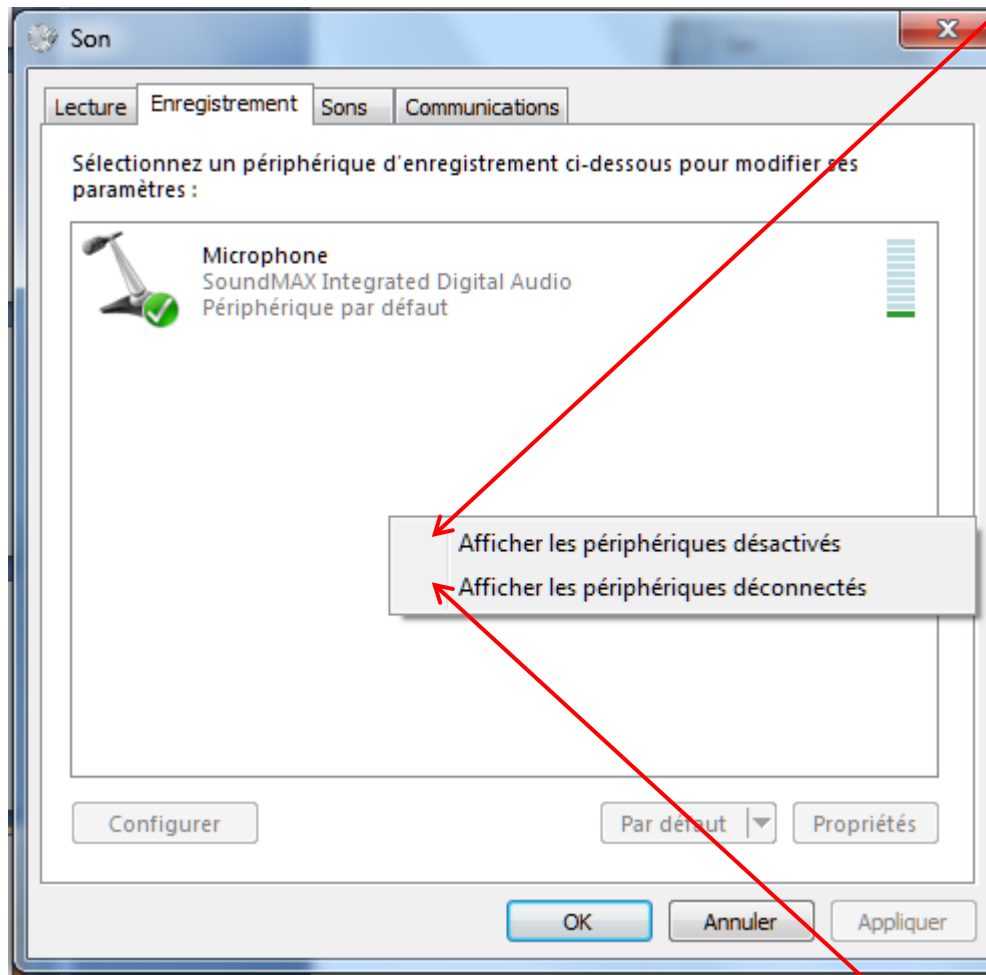 Son
Lecture Enregistrement Sons Communications
Sélectionnez un périphérique d'enregistrement ci-dessous pour modifier ses
paramètres :
Microphone
SoundMAX Integrated Digital Audio
Périphérique par défaut
Afficher les périphériques désactivés
Afficher les périphériques déconnectés
Configurer Par défaut Propriétés
OK Annuler Appliquer